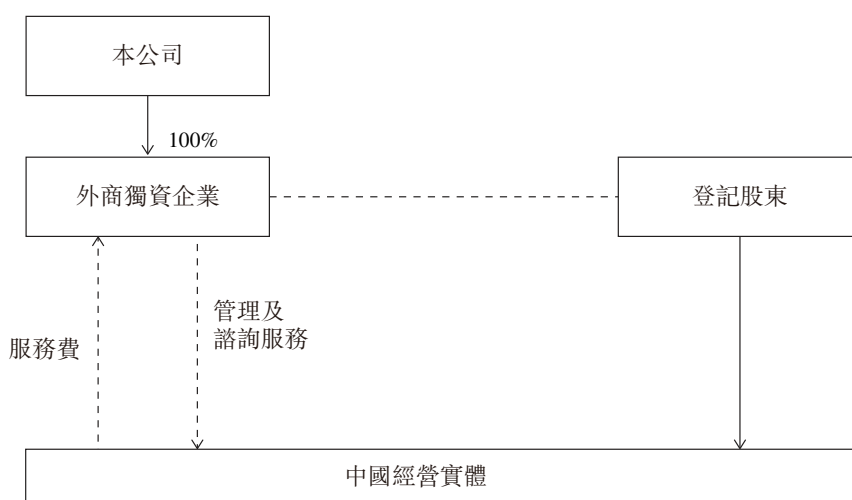 本公司
100%
外商獨資企業
登記股東
管理及
諮詢服務
服務費
中國經營實體